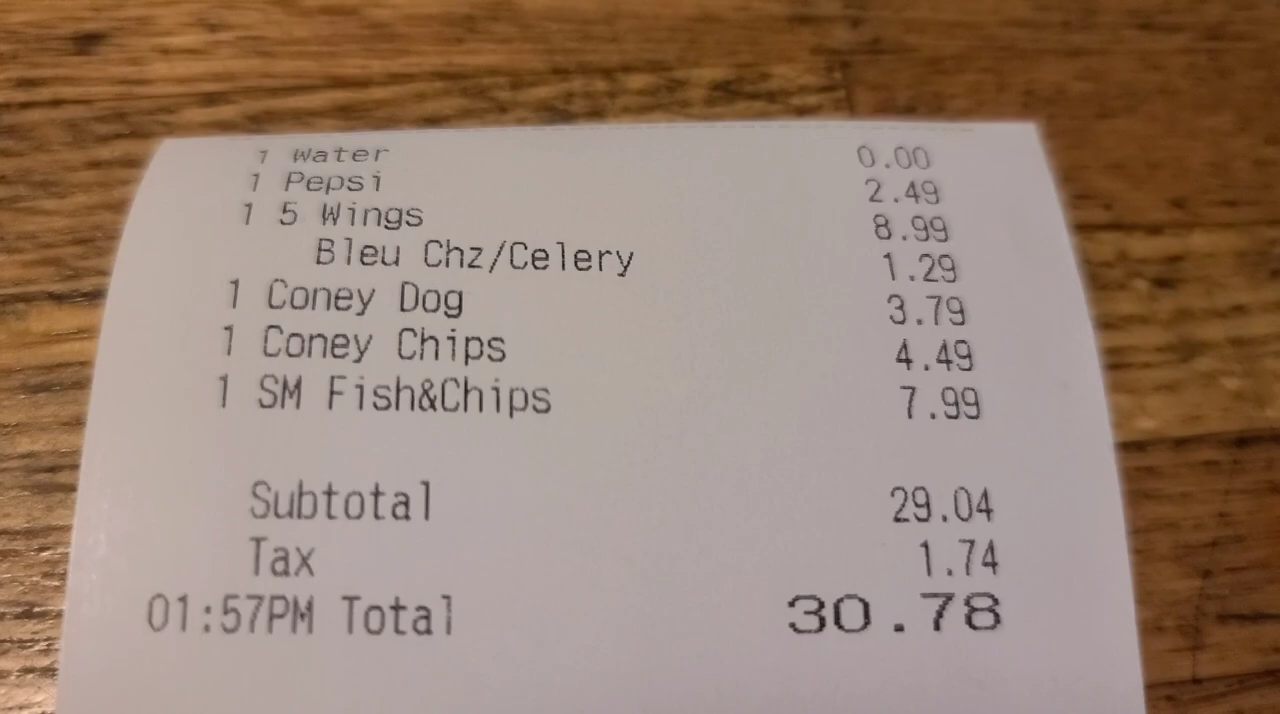 1 Water 0.00
1 Pepsi 2.49
1 5 Wings 8.99
Bleu Chz/Celery 1.29
1 Coney Dog 3.79
1 Coney Chips 4.49
1 SM Fish&Chips 7.99
Subtotal 29.04
Tax 1.74
01:57PM Total 30.78